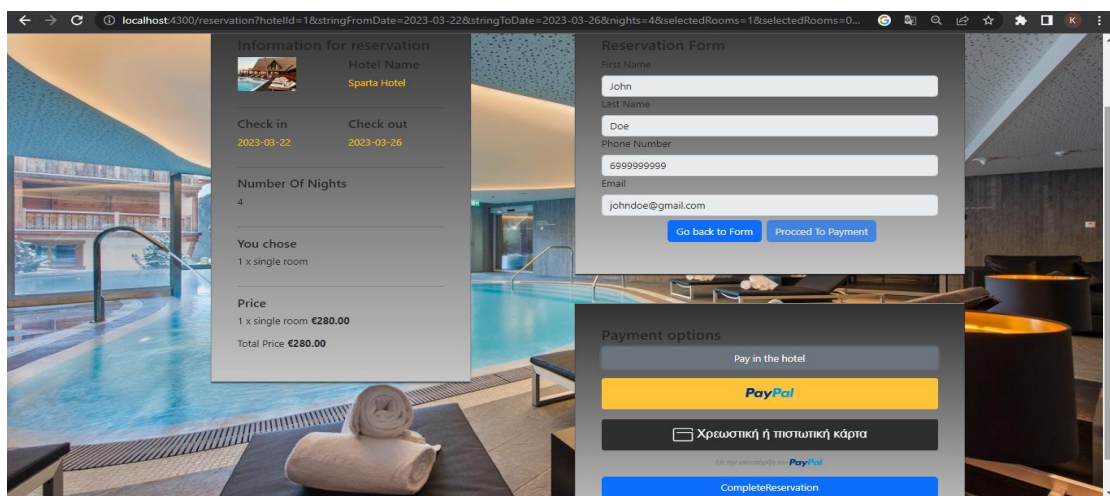 localhost:4300/reservation?hotelId=1&stringFromDate=2023-03-22&stringToDate=2023-03-26&nights=4&selectedRooms=1&selectedRooms=0...
K
Information for reservation
Hotel Name
Sparta Hotel
Check in Check out
2023-03-22 2023-03-26
Number Of Nights
4
You chose
1 x single room
Price
1 x single room €280.00
Total Price €280.00
Reservation Form
First Name
John
Last Name
Doe
Phone Number
6999999999
Email
johndoe@gmail.com
Go back to Form Procced To Payment
Payment options
Pay in the hotel
PayPal
Χρεωστική ή πιστωτική κάρτα
Με την υποστήριξη του PayPal
CompleteReservation